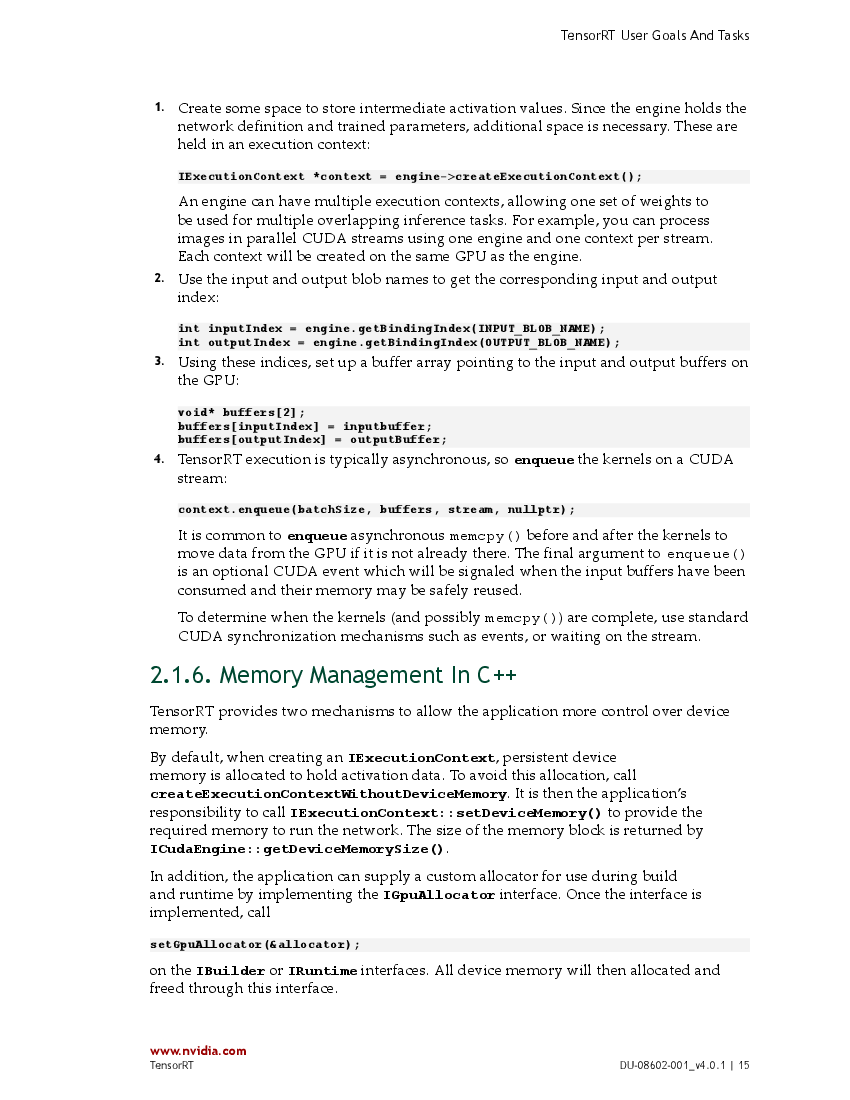 TensorRT User Goals And Tasks
1. Create some space to store intermediate activation values. Since the engine holds the
network definition and trained parameters, additional space is necessary. These are
held in an execution context:
IExecutionContext *context = engine->createExecutionContext();
An engine can have multiple execution contexts, allowing one set of weights to
be used for multiple overlapping inference tasks. For example, you can process
images in parallel CUDA streams using one engine and one context per stream.
Each context will be created on the same GPU as the engine.
2. Use the input and output blob names to get the corresponding input and output
index:
int inputIndex = engine.getBindingIndex(INPUT_BLOB_NAME);
int outputIndex = engine.getBindingIndex(OUTPUT_BLOB_NAME);
3. Using these indices, set up a buffer array pointing to the input and output buffers on
the GPU:
void* buffers[2];
buffers[inputIndex] = inputbuffer;
buffers[outputIndex] = outputBuffer;
4. TensorRT execution is typically asynchronous, so enqueue the kernels on a CUDA
stream:
context.enqueue(batchSize, buffers, stream, nullptr);
It is common to enqueue asynchronous memcpy() before and after the kernels to
move data from the GPU if it is not already there. The final argument to enqueue()
is an optional CUDA event which will be signaled when the input buffers have been
consumed and their memory may be safely reused.
To determine when the kernels (and possibly memcpy()) are complete, use standard
CUDA synchronization mechanisms such as events, or waiting on the stream.
2.1.6. Memory Management In C++
TensorRT provides two mechanisms to allow the application more control over device
memory.
By default, when creating an IExecutionContext, persistent device
memory is allocated to hold activation data. To avoid this allocation, call
createExecutionContextWithoutDeviceMemory. It is then the application's
responsibility to call IExecutionContext::setDeviceMemory() to provide the
required memory to run the network. The size of the memory block is returned by
ICudaEngine::getDeviceMemorySize().
In addition, the application can supply a custom allocator for use during build
and runtime by implementing the IGpuAllocator interface. Once the interface is
implemented, call
setGpuAllocator(&allocator);
on the IBuilder or IRuntime interfaces. All device memory will then allocated and
freed through this interface.
www.nvidia.com
TensorRT DU-08602-001_v4.0.1 | 15